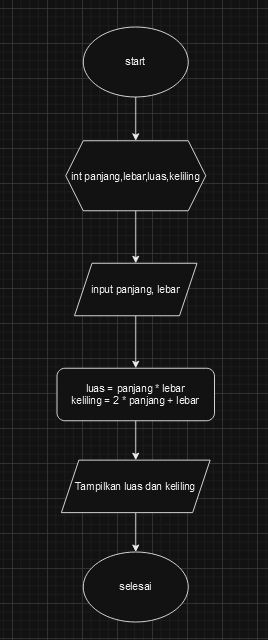 start
int panjang,lebar,luas,keliling
input panjang, lebar
luas = panjang * lebar
keliling = 2 * panjang + lebar
Tampilkan luas dan keliling
selesai